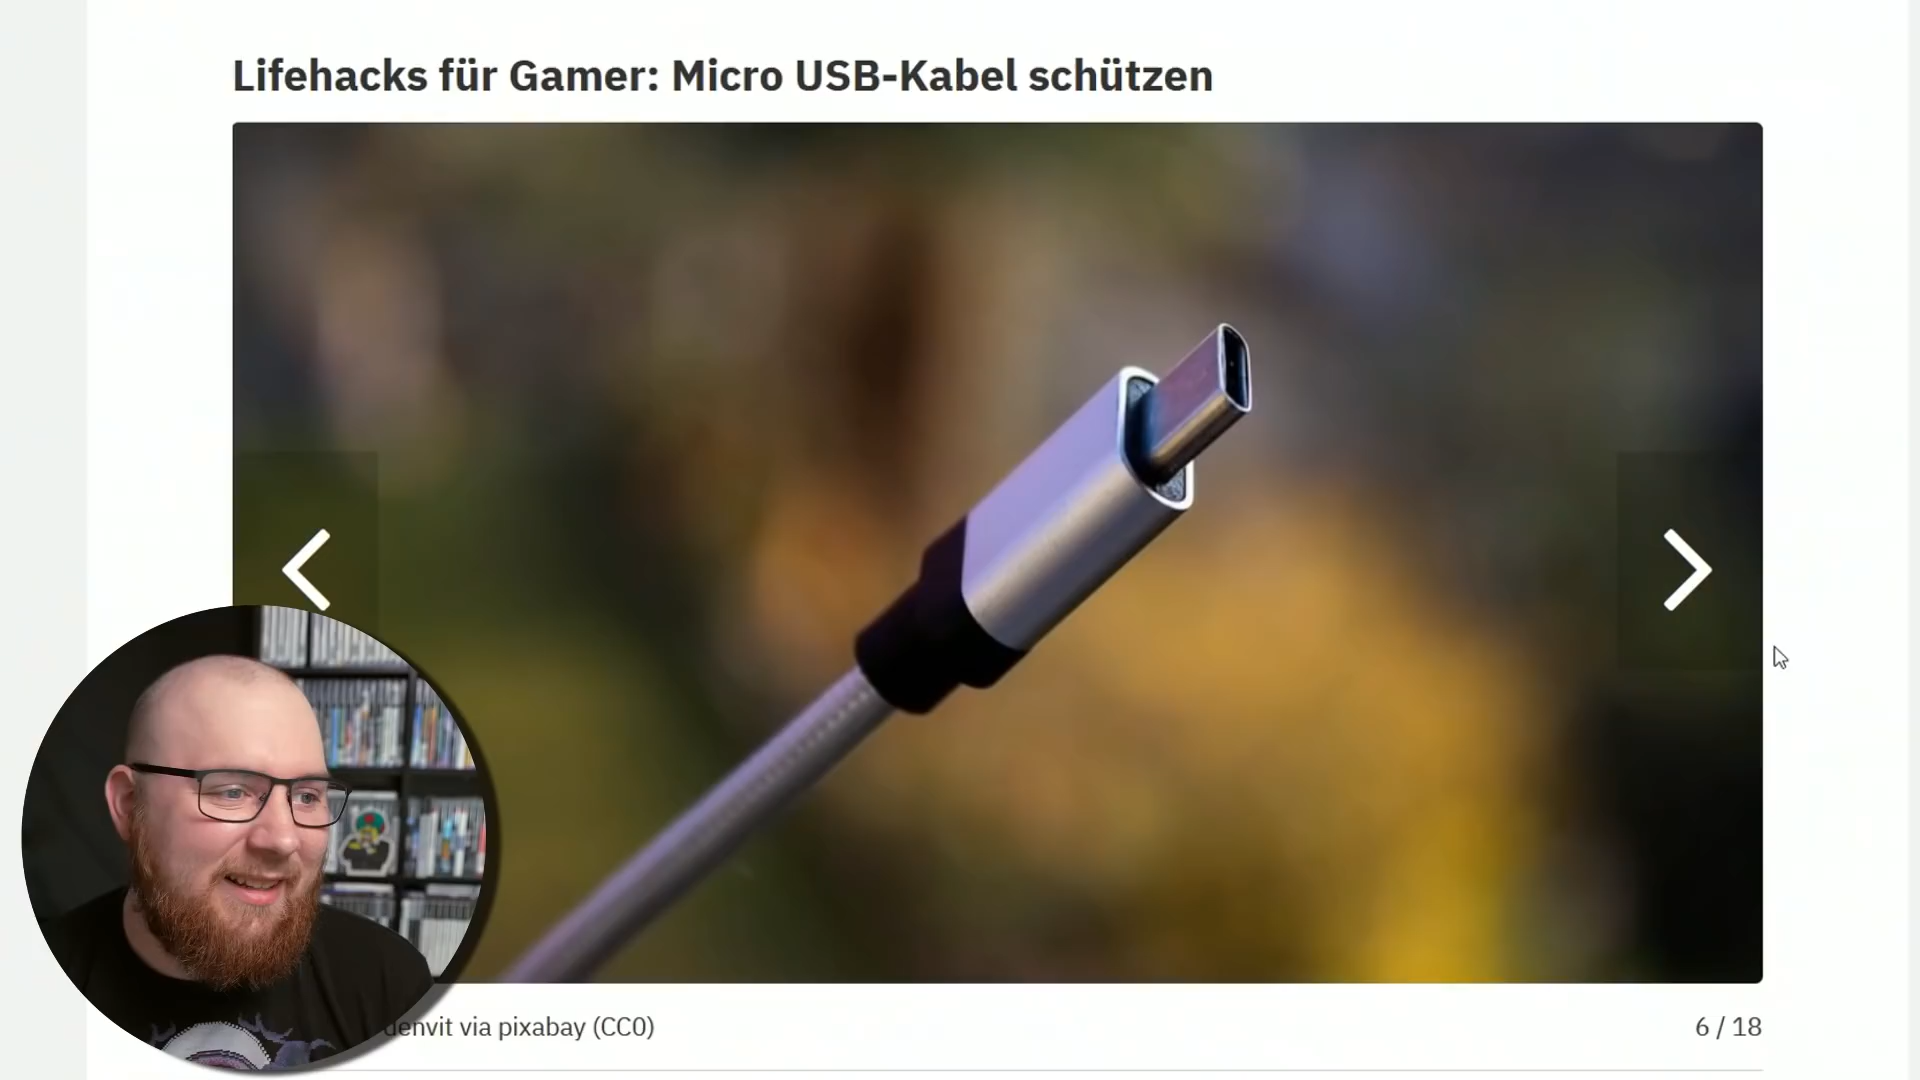 Lifehacks für Gamer: Micro USB-Kabel schützen
denvit via pixabay (CC0)
6 / 18